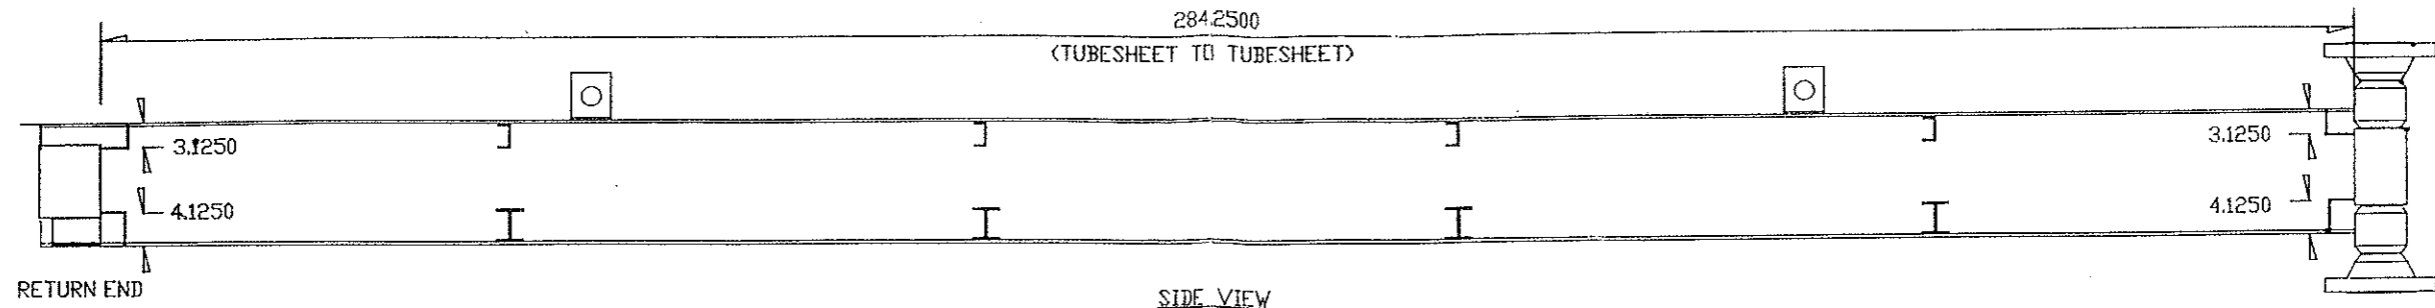 284.2500
(TUBESHEET TO TUBESHEET)
3.1250
3.1250
4.1250
4.1250
RETURN END
SIDE VIEW